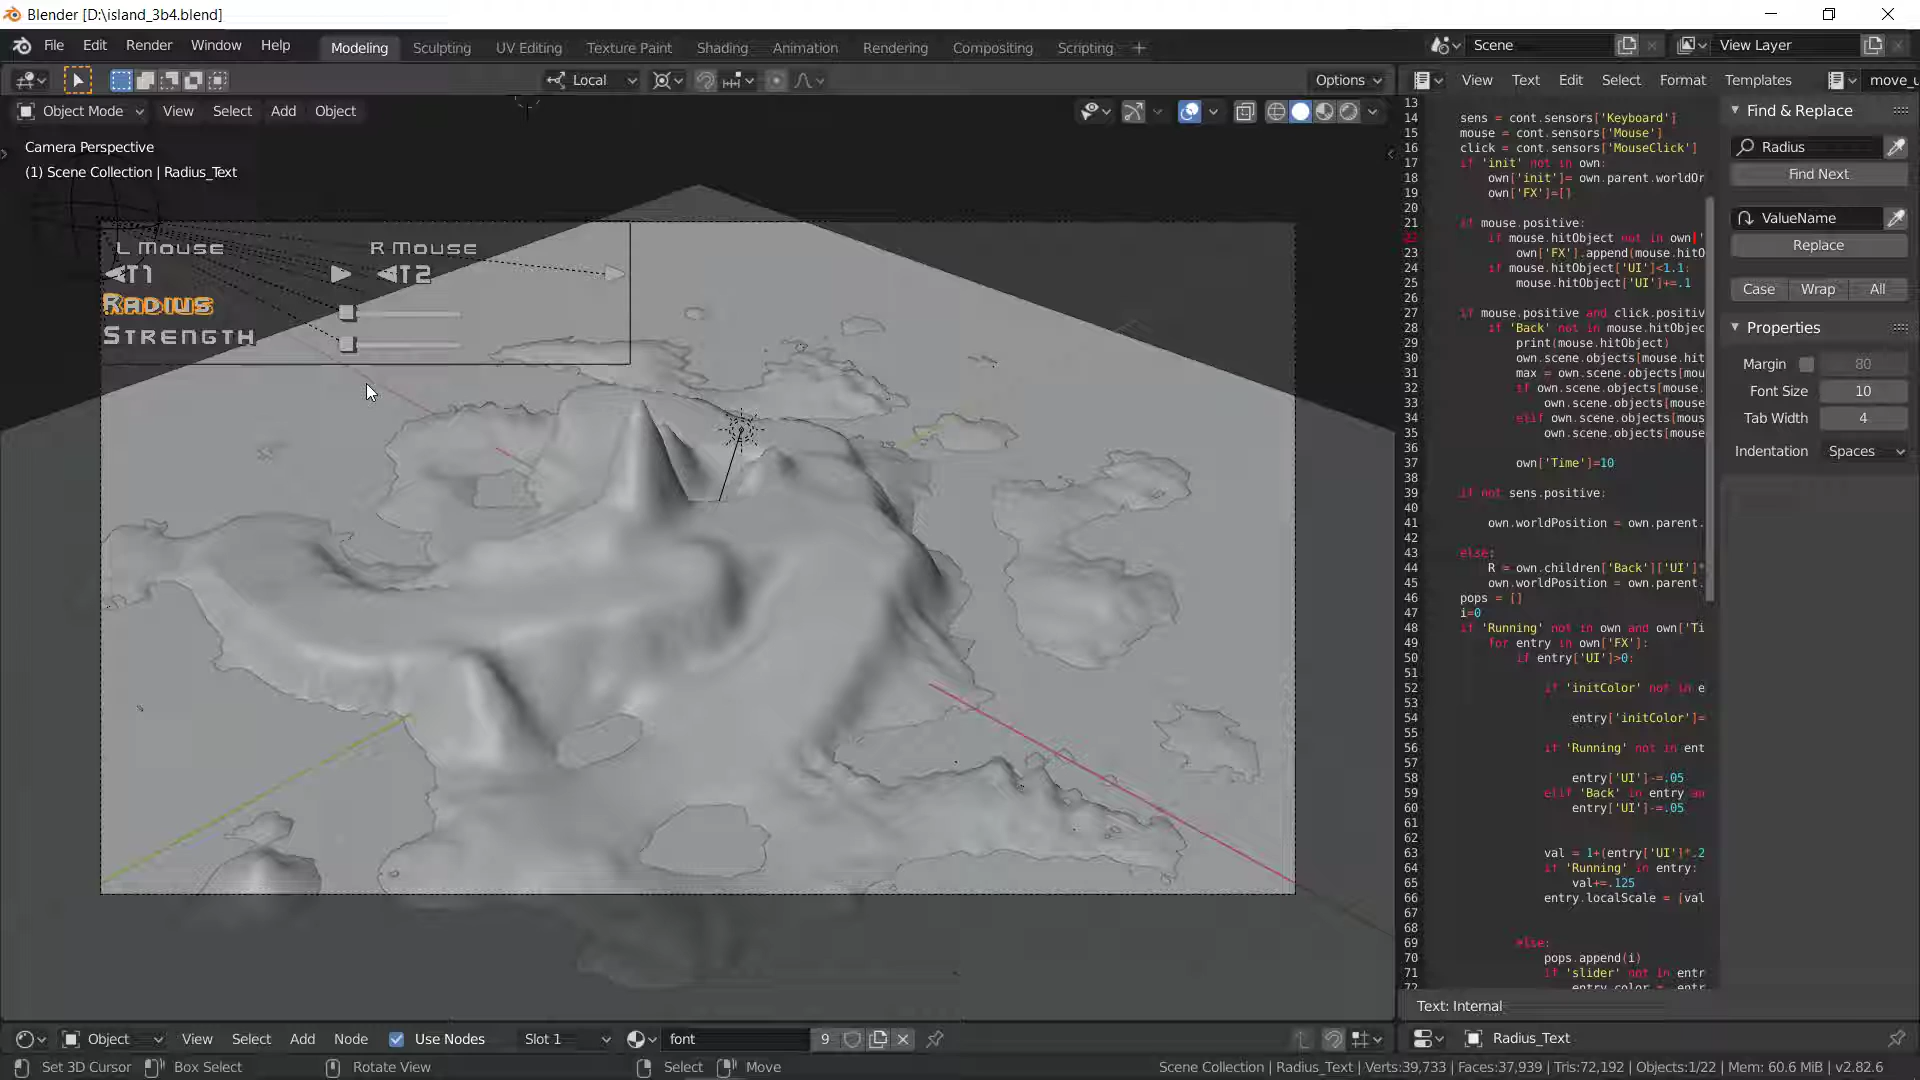 Blender [D:\island_3b4.blend]
File Edit Render Window Help Modeling Sculpting UV Editing Texture Paint Shading Animation Rendering Compositing Scripting + Scene View Layer
Local Options View Text Edit Select Format Templates
Object Mode View Select Add Object
Camera Perspective
(1) Scene Collection | Radius_Text
L Mouse R Mouse
T1 T2
Radius
Strength
13
14 sens = cont.sensors['Keyboard']
15 mouse = cont.sensors['Mouse']
16 click = cont.sensors['MouseClick']
17 if 'init' not in own:
18 own['init']= own.parent.worldOr
19 own['FX']=[]
20
21 if mouse.positive:
22 if mouse.hitObject not in own['
23 own['FX'].append(mouse.hitO
24 if mouse.hitObject['UI']<1.1:
25 mouse.hitObject['UI']+=.1
26
27 if mouse.positive and click.positiv
28 if 'Back' not in mouse.hitObjec
29 print(mouse.hitObject)
30 own.scene.objects[mouse.hit
31 max = own.scene.objects[mou
32 if own.scene.objects[mouse.
33 own.scene.objects[mouse
34 elif own.scene.objects[mous
35 own.scene.objects[mouse
36
37 own['Time']=10
38
39 if not sens.positive:
40
41 own.worldPosition = own.parent.
42
43 else:
44 R = own.children['Back']['UI']*
45 own.worldPosition = own.parent.
46 pops = []
47 i=0
48 if 'Running' not in own and own['Ti
49 for entry in own['FX']:
50 if entry['UI']>0:
51
52 if 'initColor' not in e
53
54 entry['initColor']=
55
56 if 'Running' not in ent
57
58 entry['UI']-=.05
59 elif 'Back' in entry an
60 entry['UI']-=.05
61
62
63 val = 1+(entry['UI']*.2
64 if 'Running' in entry:
65 val+=.125
66 entry.localScale = [val
67
68
69 else:
70 pops.append(i)
71 if 'slider' not in entr
72
Text: Internal
Find & Replace
Radius
Find Next
ValueName
Replace
Case Wrap All
Properties
Margin 80
Font Size 10
Tab Width 4
Indentation Spaces
Object View Select Add Node Use Nodes Slot 1 font 9 Radius_Text
Set 3D Cursor Box Select Rotate View Select Move Scene Collection | Radius_Text | Verts:39,733 | Faces:37,939 | Tris:72,192 | Objects:1/22 | Mem: 60.6 MiB | v2.82.6